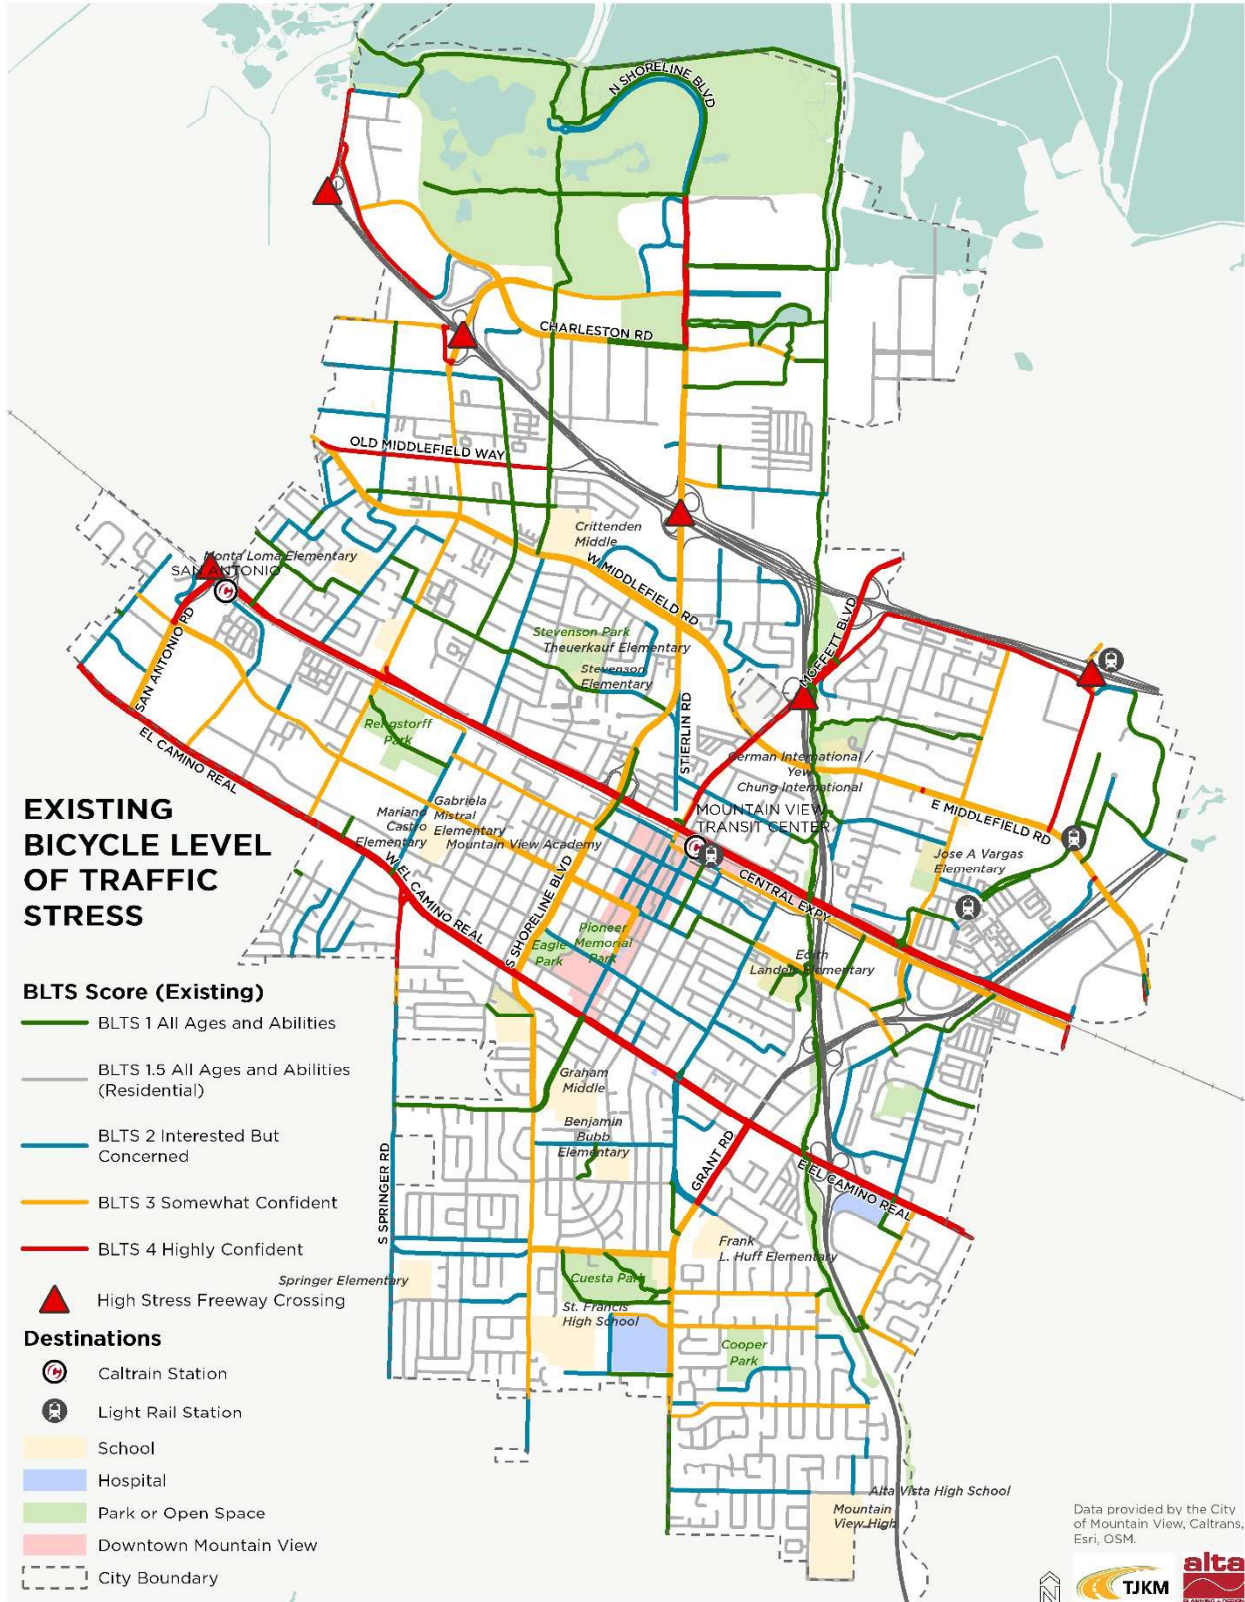 N SHORELINE BLVD
CHARLESTON RD
OLD MIDDLEFIELD WAY
Crittenden
Middle
Monta Loma Elementary
SAN ANTONIO
W MIDDLEFIELD RD
MOFFETT BLVD
SAN ANTONIO RD
Stevenson Park
Theuerkauf Elementary
Stevenson
Elementary
STIERLIN RD
Rengstorff
Park
EL CAMINO REAL
German International /
Yew
Chung International
E MIDDLEFIELD RD
MOUNTAIN VIEW
TRANSIT CENTER
Mariano
Castro
Elementary
Gabriela
Mistral
Elementary
Mountain View Academy
Jose A Vargas
Elementary
CENTRAL EXPY
W EL CAMINO REAL
S SHORELINE BLVD
Pioneer
Memorial
Park
Eagle
Park
Edith
Landels Elementary
EXISTING
BICYCLE LEVEL
OF TRAFFIC
STRESS
BLTS Score (Existing)
BLTS 1 All Ages and Abilities
BLTS 1.5 All Ages and Abilities
(Residential)
BLTS 2 Interested But
Concerned
BLTS 3 Somewhat Confident
BLTS 4 Highly Confident
High Stress Freeway Crossing
Destinations
Caltrain Station
Light Rail Station
School
Hospital
Park or Open Space
Downtown Mountain View
City Boundary
Graham
Middle
Benjamin
Bubb
Elementary
GRANT RD
E EL CAMINO REAL
S SPRINGER RD
Frank
L. Huff Elementary
Springer Elementary
Cuesta Park
St. Francis
High School
Cooper
Park
Alta Vista High School
Mountain
View High
Data provided by the City
of Mountain View, Caltrans,
Esri, OSM.
N
TJKM
alta
PLANNING + DESIGN